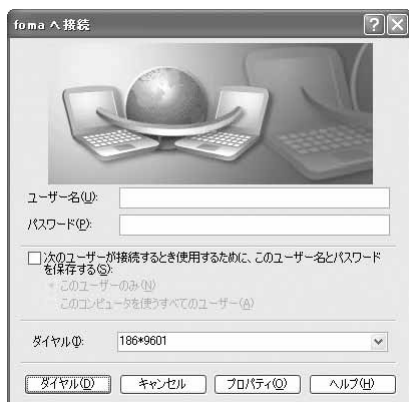 foma へ接続
ユーザー名(U):
パスワード(P):
次のユーザーが接続するとき使用するために、このユーザー名とパスワード
を保存する(S):
このユーザーのみ(N)
このコンピュータを使うすべてのユーザー(A)
ダイヤル(I): 186*9601
ダイヤル(D) キャンセル プロパティ(O) ヘルプ(H)